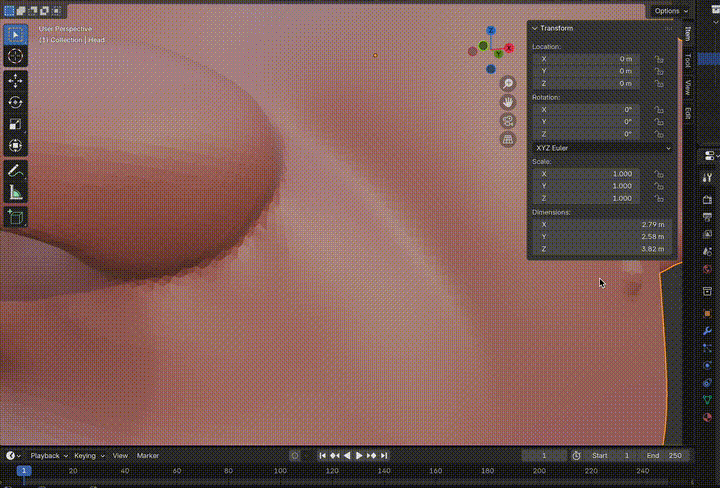 Options
User Perspective
(1) Collection | Head
Transform
Location:
X 0 m
Y 0 m
Z 0 m
Rotation:
X 0°
Y 0°
Z 0°
XYZ Euler
Scale:
X 1.000
Y 1.000
Z 1.000
Dimensions:
X 2.79 m
Y 2.58 m
Z 3.82 m
Item
Tool
View
Edit
Z
X
Y
Playback Keying View Marker 1 Start 1 End 250
1 20 40 60 80 100 120 140 160 180 200 220 240